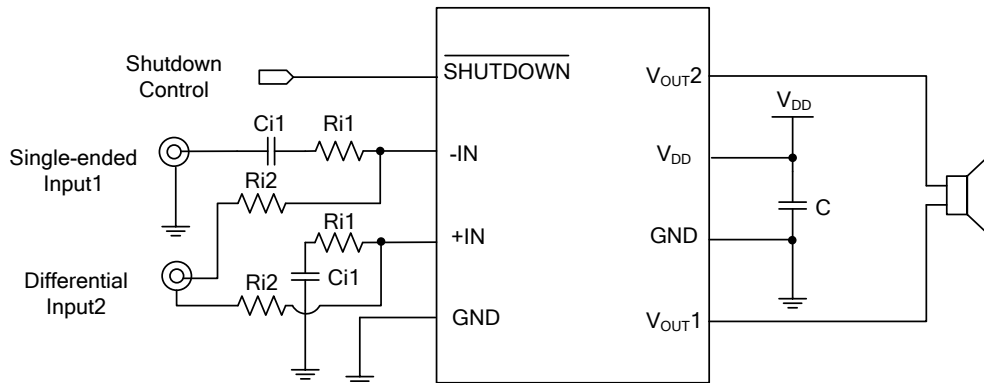 Shutdown
Control
SHUTDOWN
VOUT2
VDD
Ci1
Ri1
Single-ended
Input1
-IN
VDD
Ri2
C
Ri1
+IN
GND
Differential
Input2
Ri2
Ci1
GND
VOUT1